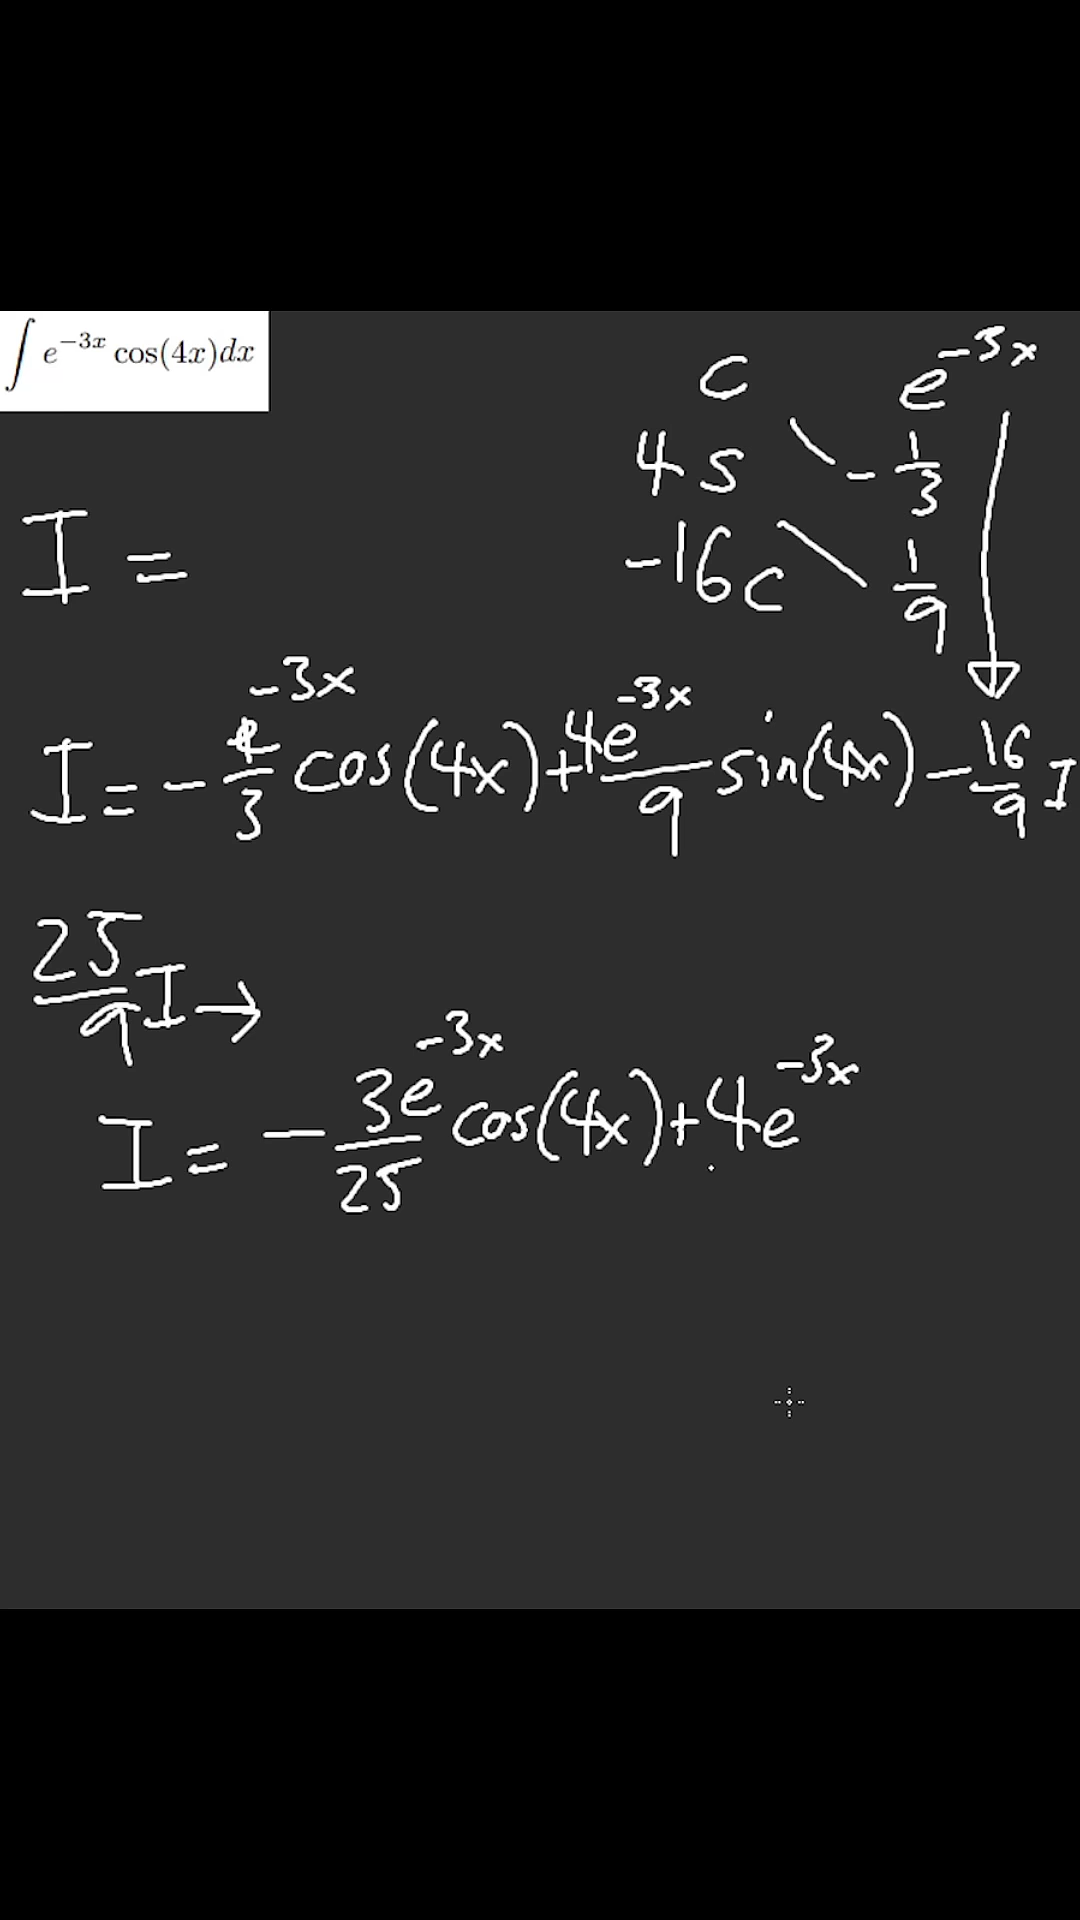 ∫ e^{-3x} cos(4x)dx
c e^{-3x}
4s -1/3
-16c 1/9
I =
I = -e^{-3x}/3 cos(4x) + 4e^{-3x}/9 sin(4x) - 16/9 I
25/9 I →
I = -3e^{-3x}/25 cos(4x) + 4e^{-3x}